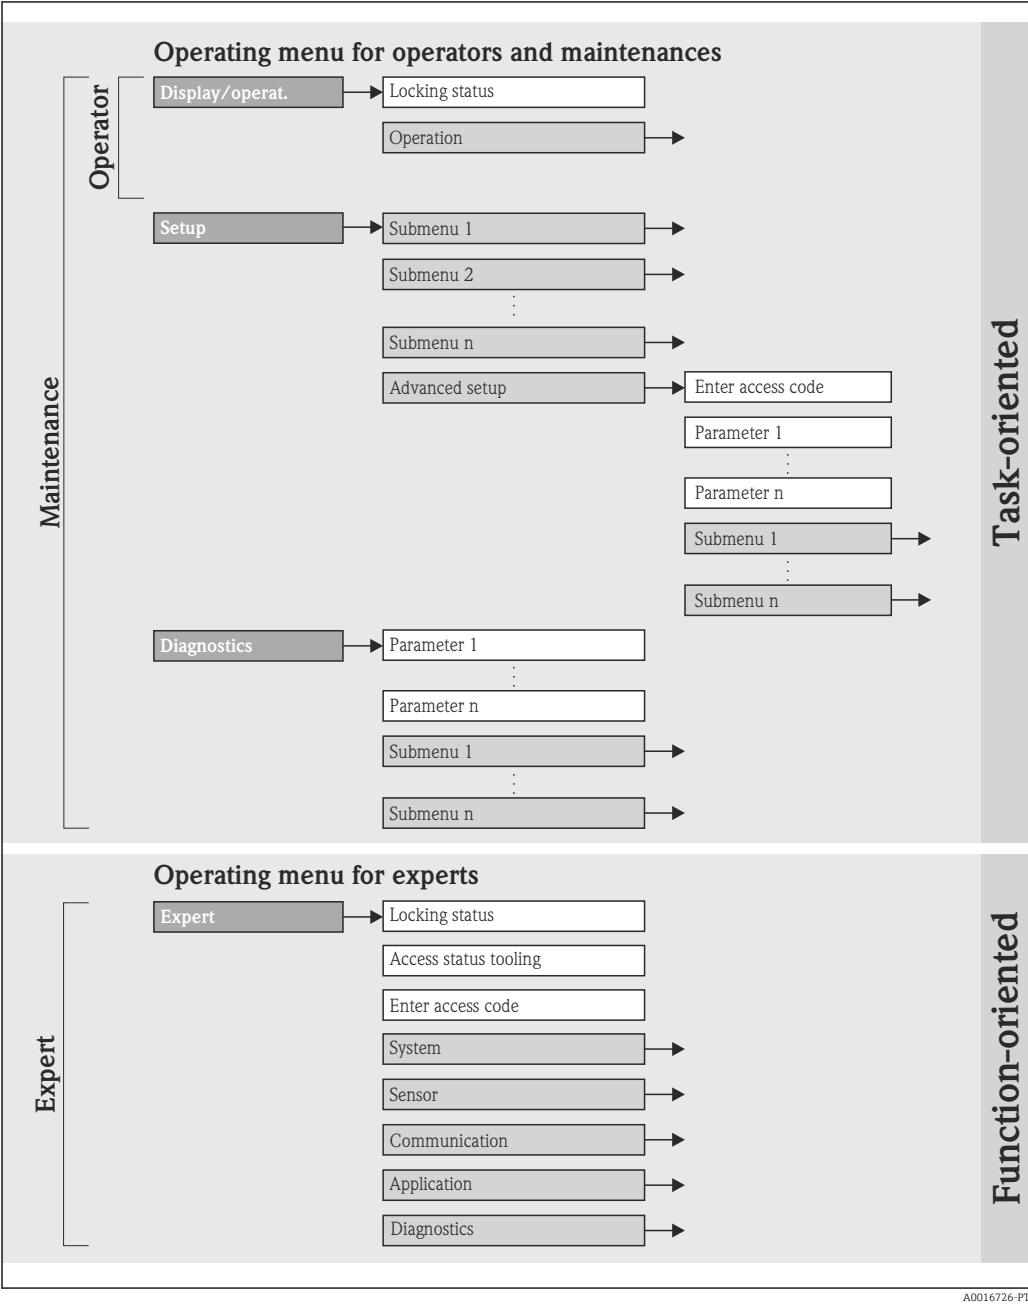 Operating menu for operators and maintenances
Operator
Maintenance
Display/operat.
Locking status
Operation
Setup
Submenu 1
Submenu 2
Submenu n
Advanced setup
Enter access code
Parameter 1
Parameter n
Submenu 1
Submenu n
Diagnostics
Parameter 1
Parameter n
Submenu 1
Submenu n
Task-oriented
Operating menu for experts
Expert
Expert
Locking status
Access status tooling
Enter access code
System
Sensor
Communication
Application
Diagnostics
Function-oriented
A0016726-PT